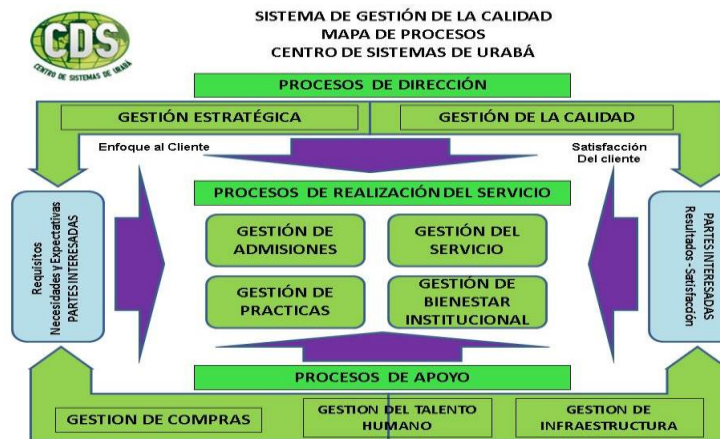 CDS
CENTRO DE SISTEMAS DE URABÁ
SISTEMA DE GESTIÓN DE LA CALIDAD
MAPA DE PROCESOS
CENTRO DE SISTEMAS DE URABÁ
PROCESOS DE DIRECCIÓN
GESTIÓN ESTRATÉGICA
GESTIÓN DE LA CALIDAD
Enfoque al Cliente
Satisfacción
Del cliente
PROCESOS DE REALIZACIÓN DEL SERVICIO
Requisitos
Necesidades y Expectativas
PARTES INTERESADAS
GESTIÓN DE
ADMISIONES
GESTIÓN DEL
SERVICIO
GESTIÓN DE
PRACTICAS
GESTIÓN DE
BIENESTAR
INSTITUCIONAL
PARTES INTERESADAS
Resultados -Satisfacción
PROCESOS DE APOYO
GESTION DE COMPRAS
GESTION DEL TALENTO
HUMANO
GESTION DE
INFRAESTRUCTURA